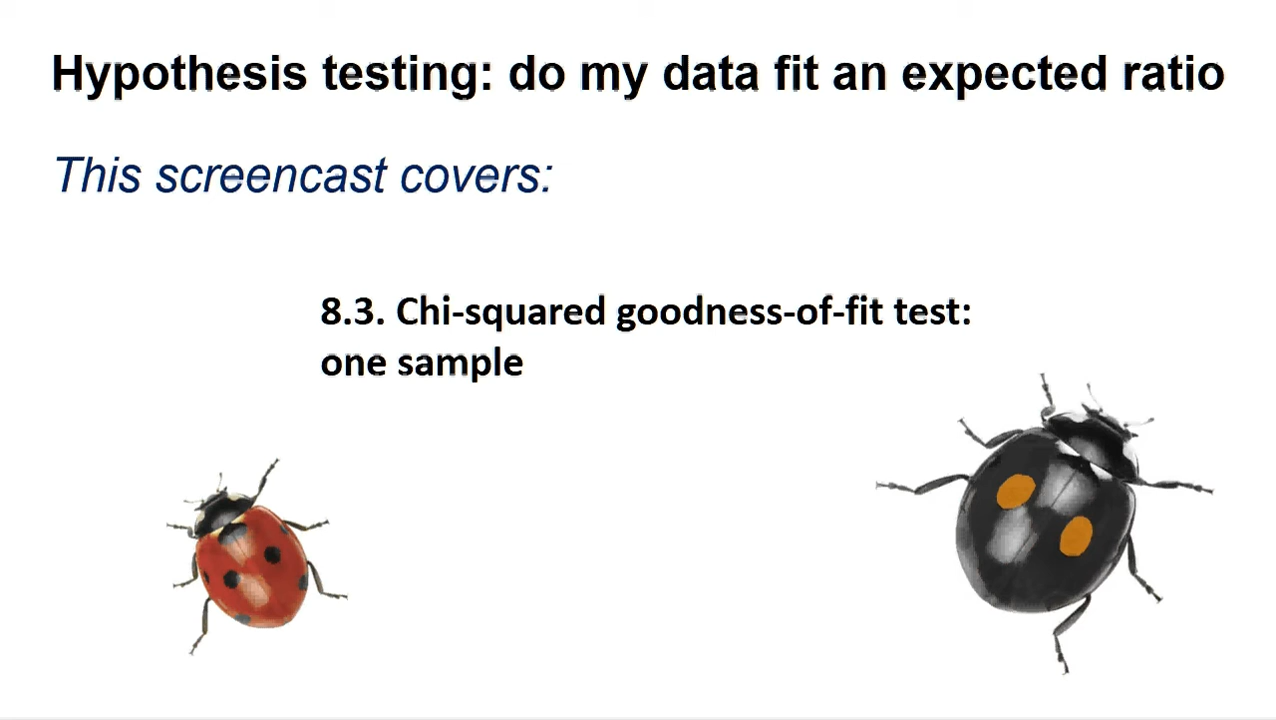 Hypothesis testing: do my data fit an expected ratio
This screencast covers:
8.3. Chi-squared goodness-of-fit test:
one sample